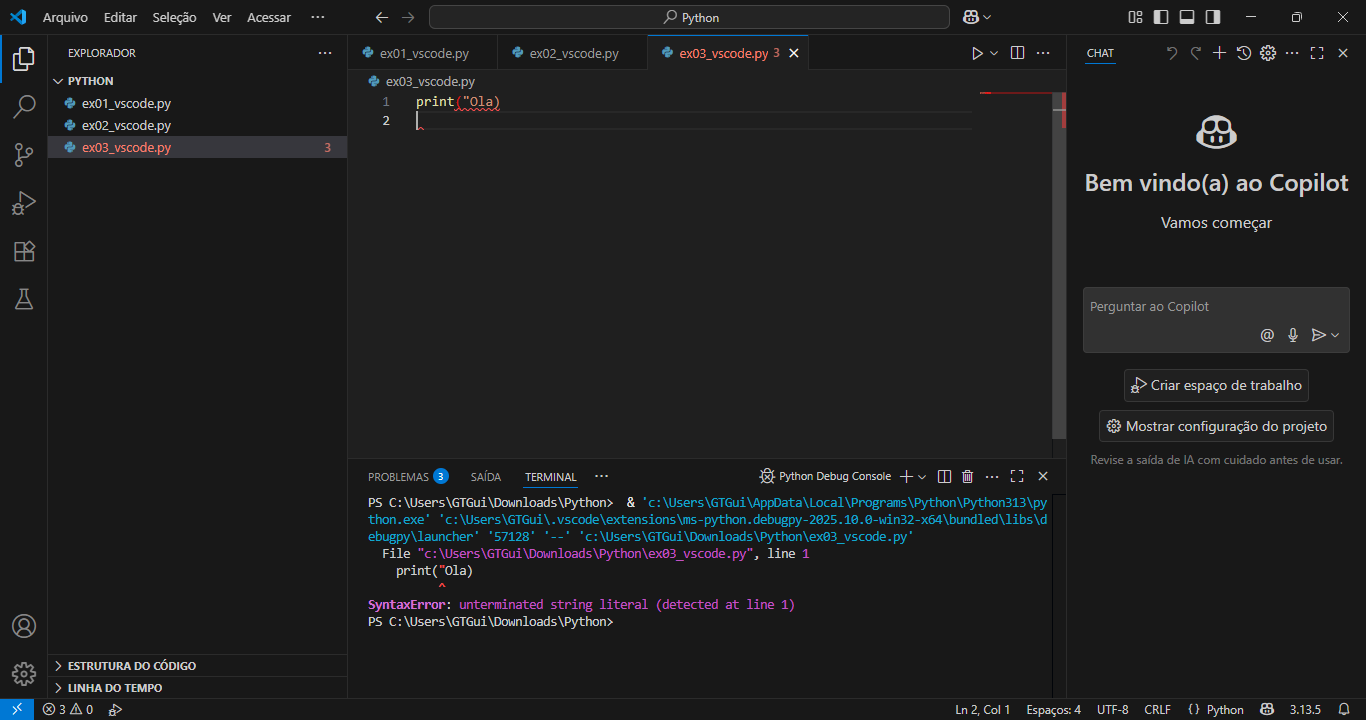 Arquivo Editar Seleção Ver Acessar ··· Python
EXPLORADOR ···
PYTHON
ex01_vscode.py
ex02_vscode.py
ex03_vscode.py 3
ESTRUTURA DO CÓDIGO
LINHA DO TEMPO
ex01_vscode.py ex02_vscode.py ex03_vscode.py 3
ex03_vscode.py
1 print("Ola)
2
PROBLEMAS 3 SAÍDA TERMINAL ··· Python Debug Console
PS C:\Users\GTGui\Downloads\Python>  & 'c:\Users\GTGui\AppData\Local\Programs\Python\Python313\py
thon.exe' 'c:\Users\GTGui\.vscode\extensions\ms-python.debugpy-2025.10.0-win32-x64\bundled\libs\d
ebugpy\launcher' '57128' '--' 'c:\Users\GTGui\Downloads\Python\ex03_vscode.py'
  File "c:\Users\GTGui\Downloads\Python\ex03_vscode.py", line 1
    print("Ola)
          ^
SyntaxError: unterminated string literal (detected at line 1)
PS C:\Users\GTGui\Downloads\Python>
CHAT
Bem vindo(a) ao Copilot
Vamos começar
Perguntar ao Copilot
@
Criar espaço de trabalho
Mostrar configuração do projeto
Revise a saída de IA com cuidado antes de usar.
3 0 Ln 2, Col 1 Espaços: 4 UTF-8 CRLF {} Python 3.13.5